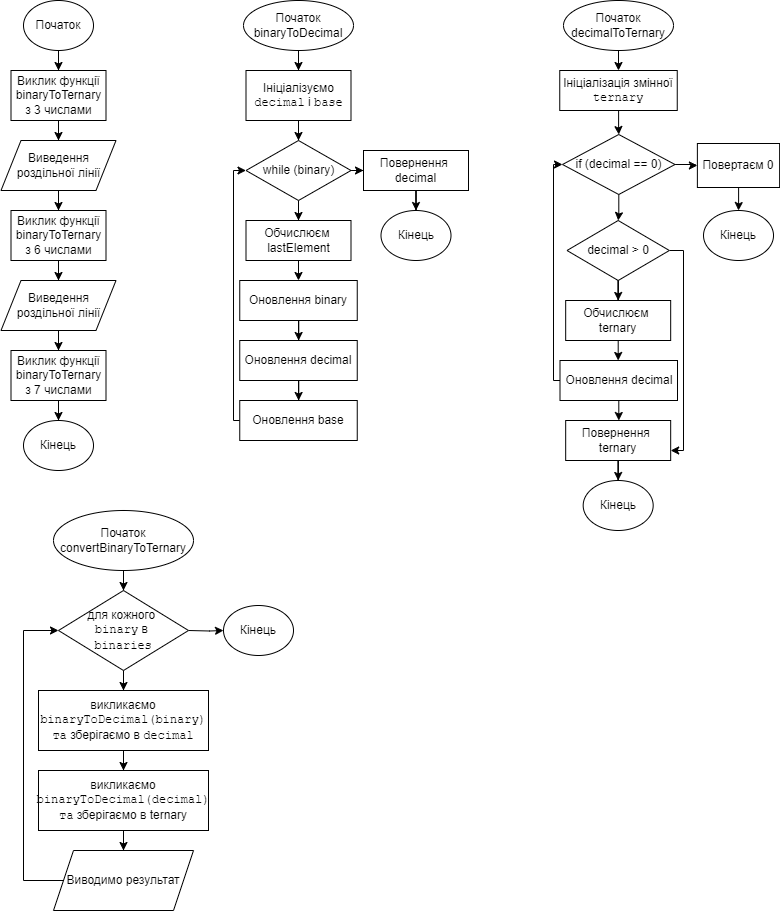 Початок
Виклик функції
binaryToTernary
з 3 числами
Виведення
роздільної лінії
Виклик функції
binaryToTernary
з 6 числами
Виведення
роздільної лінії
Виклик функції
binaryToTernary
з 7 числами
Кінець
Початок
binaryToDecimal
Ініціалізуємо
decimal і base
while (binary)
Повернення
decimal
Кінець
Обчислюєм
lastElement
Оновлення binary
Оновлення decimal
Оновлення base
Початок
decimalToTernary
Ініціалізація змінної
ternary
if (decimal == 0)
Повертаєм 0
Кінець
decimal > 0
Обчислюєм
ternary
Оновлення decimal
Повернення
ternary
Кінець
Початок
convertBinaryToTernary
для кожного
binary в
binaries
Кінець
викликаємо
binaryToDecimal(binary)
та зберігаємо в decimal
викликаємо
binaryToDecimal(decimal)
та зберігаємо в ternary
Виводимо результат